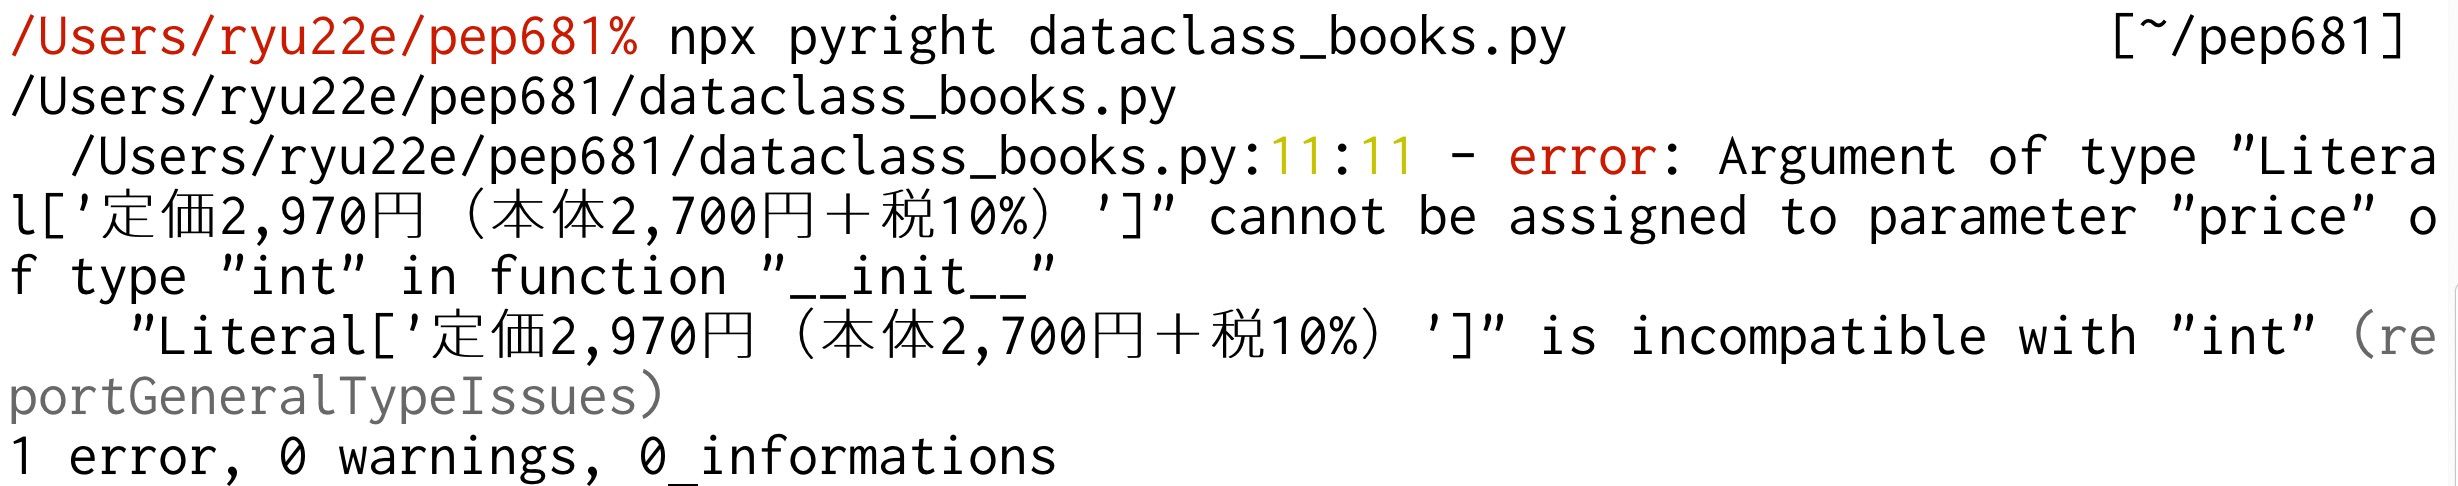 /Users/ryu22e/pep681% npx pyright dataclass_books.py [~/pep681]
/Users/ryu22e/pep681/dataclass_books.py
  /Users/ryu22e/pep681/dataclass_books.py:11:11 - error: Argument of type "Litera
l['定価2,970円（本体2,700円＋税10%）']" cannot be assigned to parameter "price" o
f type "int" in function "__init__"
    "Literal['定価2,970円（本体2,700円＋税10%）']" is incompatible with "int" (re
portGeneralTypeIssues)
1 error, 0 warnings, 0 informations